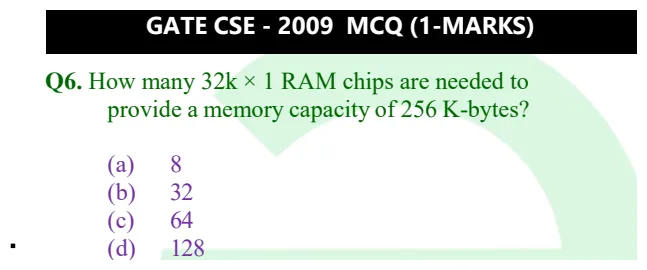 GATE CSE - 2009 MCQ (1-MARKS)
Q6. How many 32k × 1 RAM chips are needed to
provide a memory capacity of 256 K-bytes?
(a) 8
(b) 32
(c) 64
(d) 128